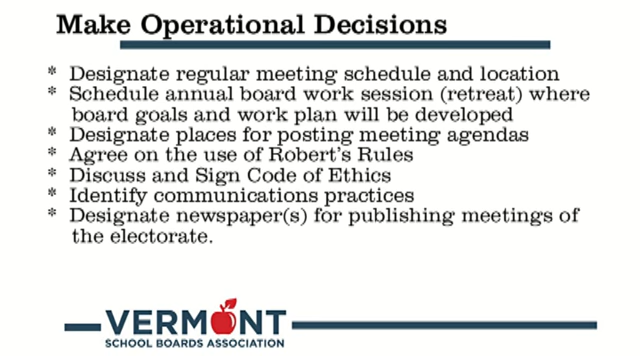 Make Operational Decisions
* Designate regular meeting schedule and location
* Schedule annual board work session (retreat) where
board goals and work plan will be developed
* Designate places for posting meeting agendas
* Agree on the use of Robert's Rules
* Discuss and Sign Code of Ethics
* Identify communications practices
* Designate newspaper(s) for publishing meetings of
the electorate.
VERMONT
SCHOOL BOARDS ASSOCIATION